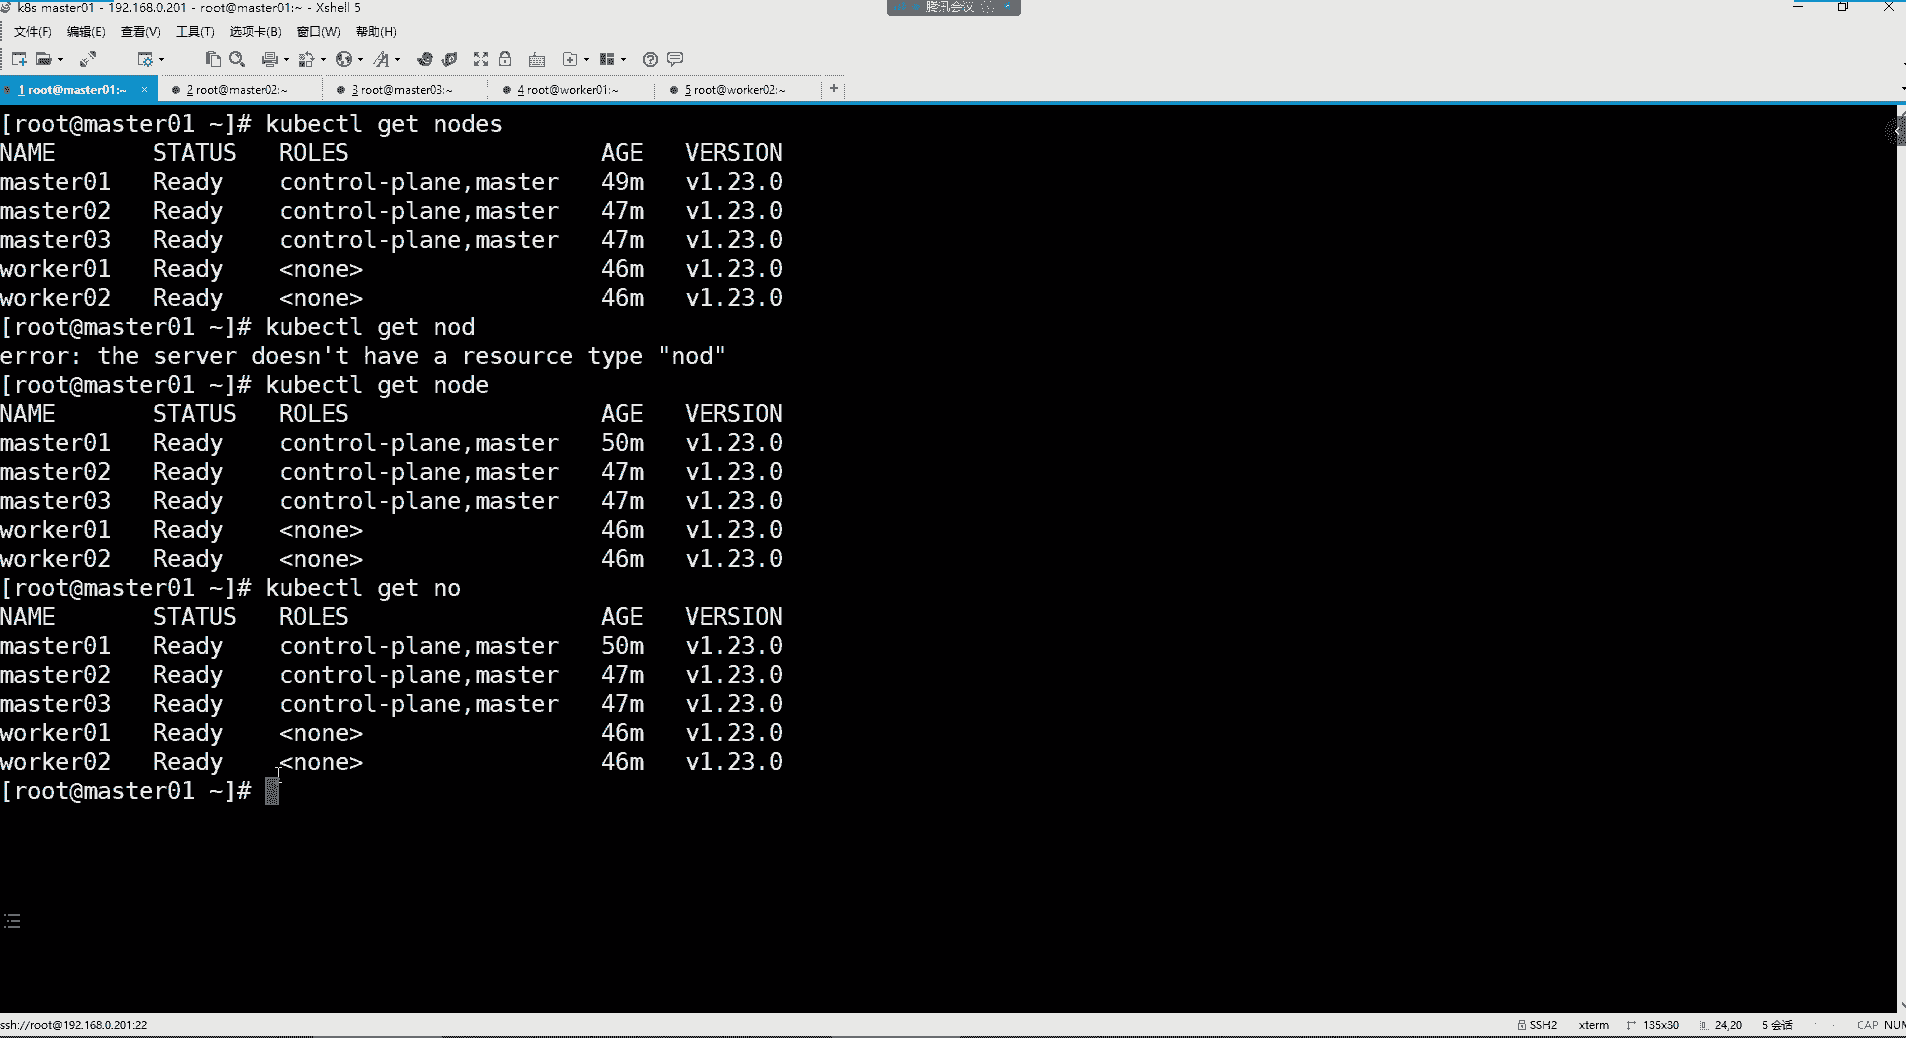 k8s master01 - 192.168.0.201 - root@master01:~ - Xshell 5
腾讯会议
文件(F) 编辑(E) 查看(V) 工具(T) 选项卡(B) 窗口(W) 帮助(H)
1 root@master01:~ × 2 root@master02:~ 3 root@master03:~ 4 root@worker01:~ 5 root@worker02:~ +
[root@master01 ~]# kubectl get nodes
NAME STATUS ROLES AGE VERSION
master01 Ready control-plane,master 49m v1.23.0
master02 Ready control-plane,master 47m v1.23.0
master03 Ready control-plane,master 47m v1.23.0
worker01 Ready <none> 46m v1.23.0
worker02 Ready <none> 46m v1.23.0
[root@master01 ~]# kubectl get nod
error: the server doesn't have a resource type "nod"
[root@master01 ~]# kubectl get node
NAME STATUS ROLES AGE VERSION
master01 Ready control-plane,master 50m v1.23.0
master02 Ready control-plane,master 47m v1.23.0
master03 Ready control-plane,master 47m v1.23.0
worker01 Ready <none> 46m v1.23.0
worker02 Ready <none> 46m v1.23.0
[root@master01 ~]# kubectl get no
NAME STATUS ROLES AGE VERSION
master01 Ready control-plane,master 50m v1.23.0
master02 Ready control-plane,master 47m v1.23.0
master03 Ready control-plane,master 47m v1.23.0
worker01 Ready <none> 46m v1.23.0
worker02 Ready <none> 46m v1.23.0
[root@master01 ~]#
ssh://root@192.168.0.201:22 SSH2 xterm 135x30 24,20 5 会话 CAP NUM